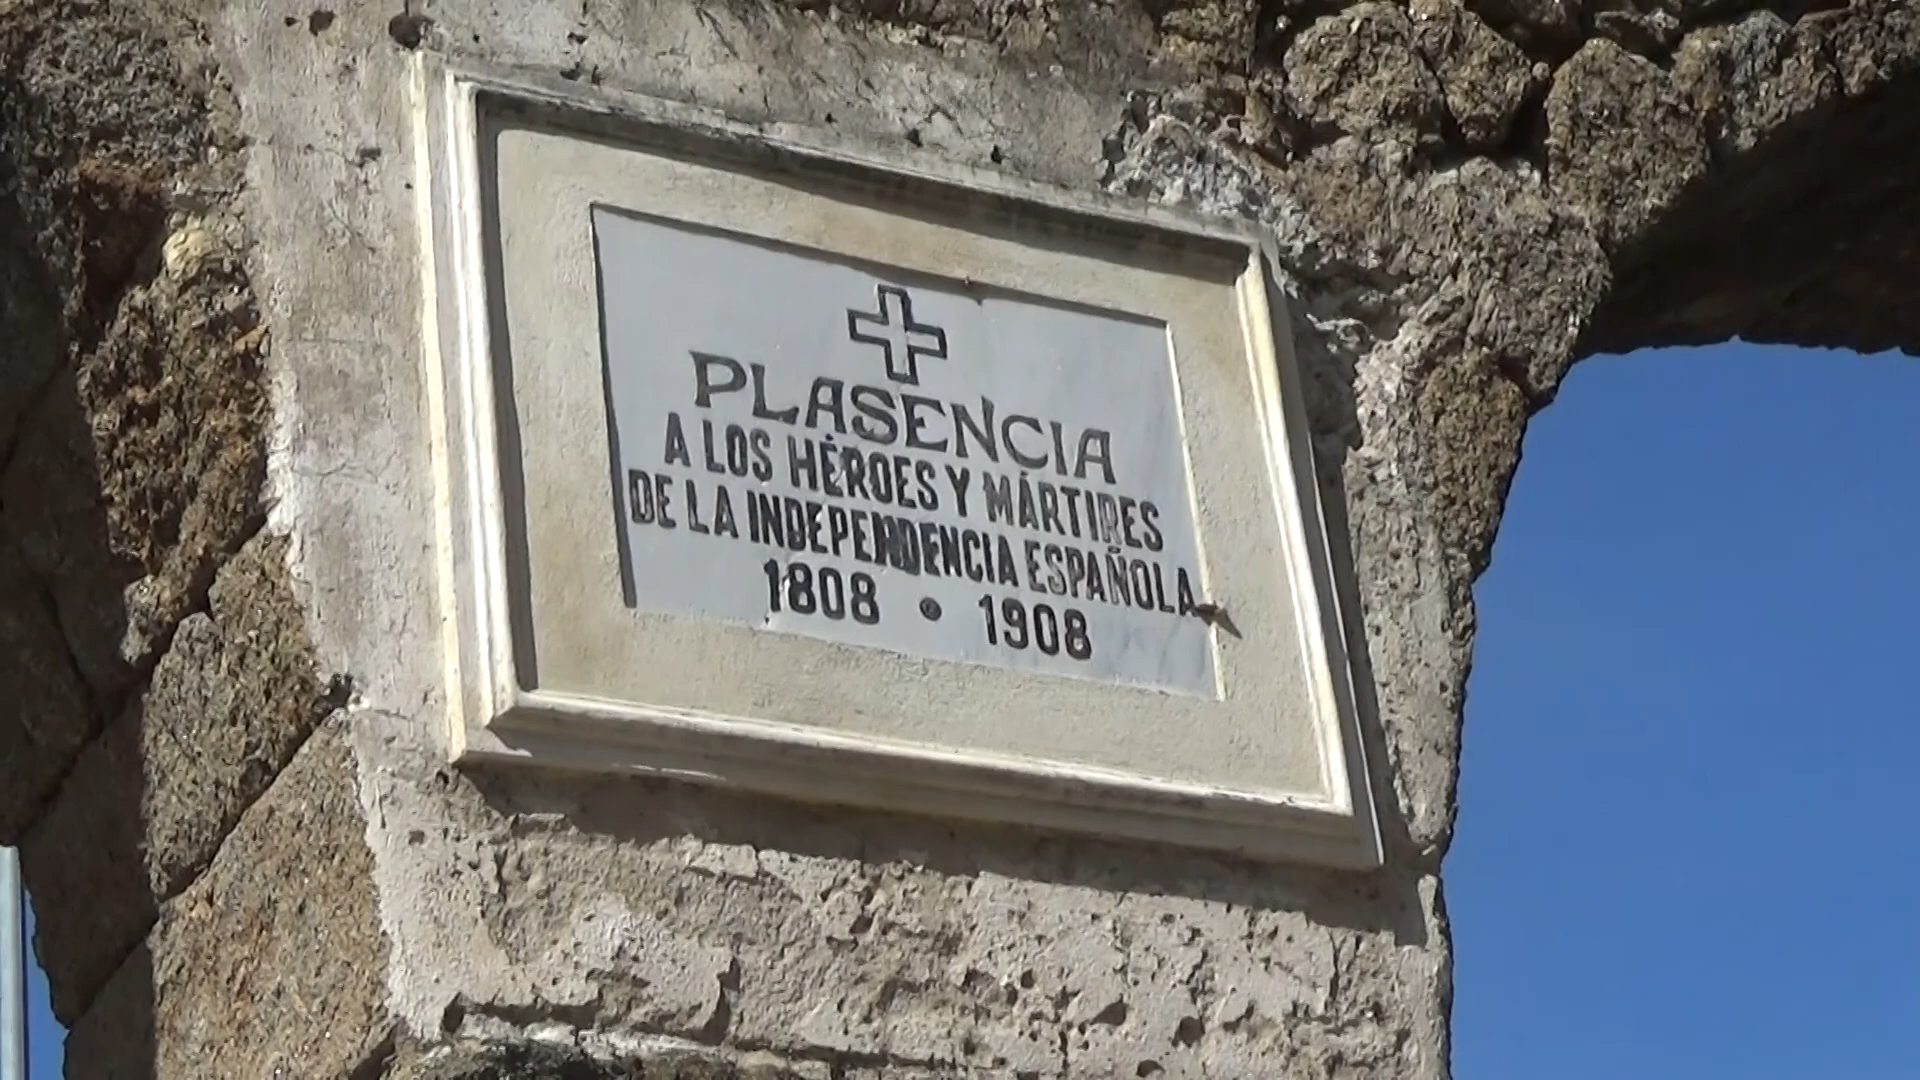 PLASENCIA
A LOS HÉROES Y MÁRTIRES
DE LA INDEPENDENCIA ESPAÑOLA
1808 • 1908